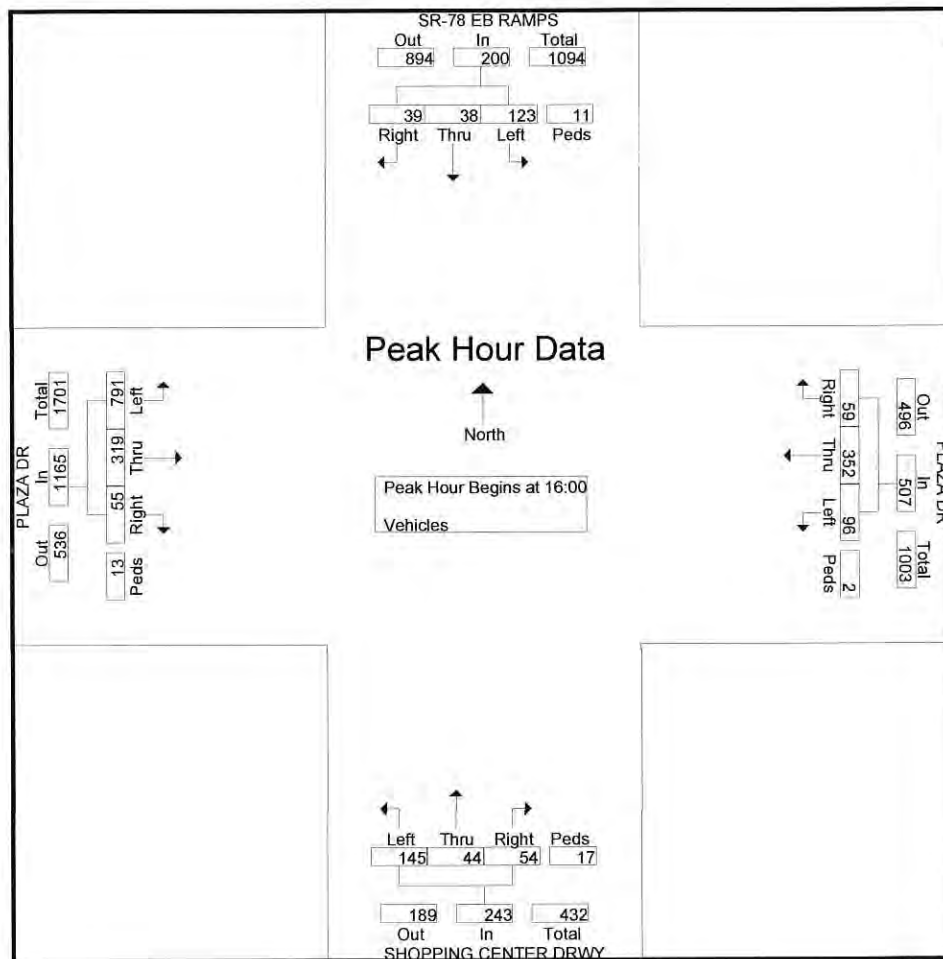 SR-78 EB RAMPS
Out In Total
894 200 1094
39 38 123 11
Right Thru Left Peds
Peak Hour Data
North
Peak Hour Begins at 16:00
Vehicles
PLAZA DR
Out In Total
536 1165 1701
Left Thru Right Peds
791 319 55 13
PLAZA DR
Out In Total
496 507 1003
Right Thru Left Peds
59 352 96 2
Left Thru Right Peds
145 44 54 17
189 243 432
Out In Total
SHOPPING CENTER DRWY